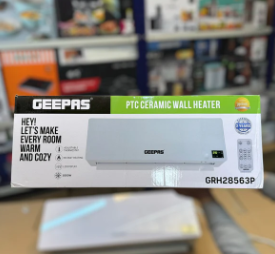 GEEPAS®
PTC CERAMIC WALL HEATER
HEY!
LET'S MAKE
EVERY ROOM
WARM
AND COZY
GEEPAS
GRH28563P